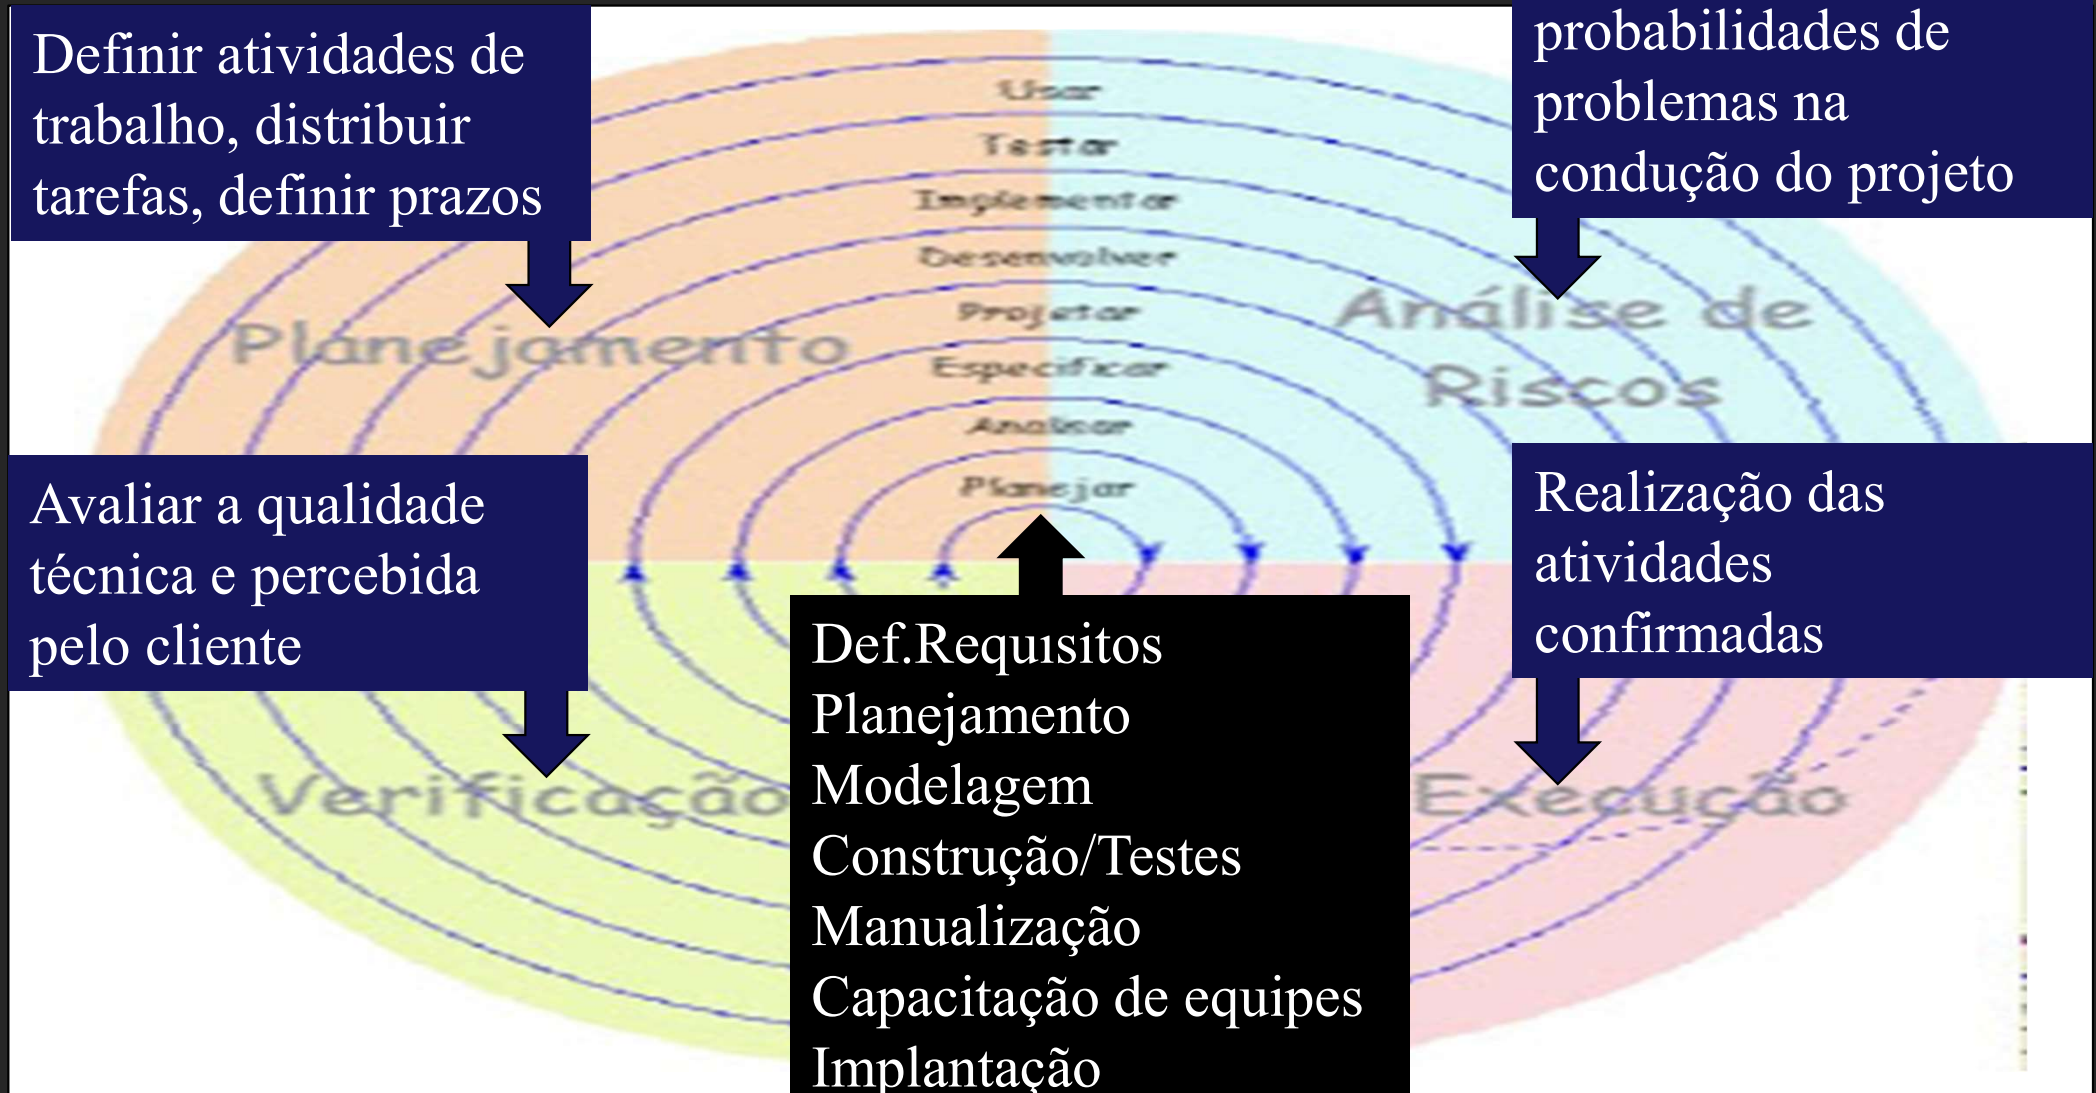 Definir atividades de
trabalho, distribuir
tarefas, definir prazos
probabilidades de
problemas na
condução do projeto
Usar
Testar
Implementar
Desenvolver
Projetar
Especificar
Analisar
Planejar
Planejamento
Análise de
Riscos
Avaliar a qualidade
técnica e percebida
pelo cliente
Realização das
atividades
confirmadas
Def.Requisitos
Planejamento
Modelagem
Construção/Testes
Manualização
Capacitação de equipes
Implantação
Verificação
Execução